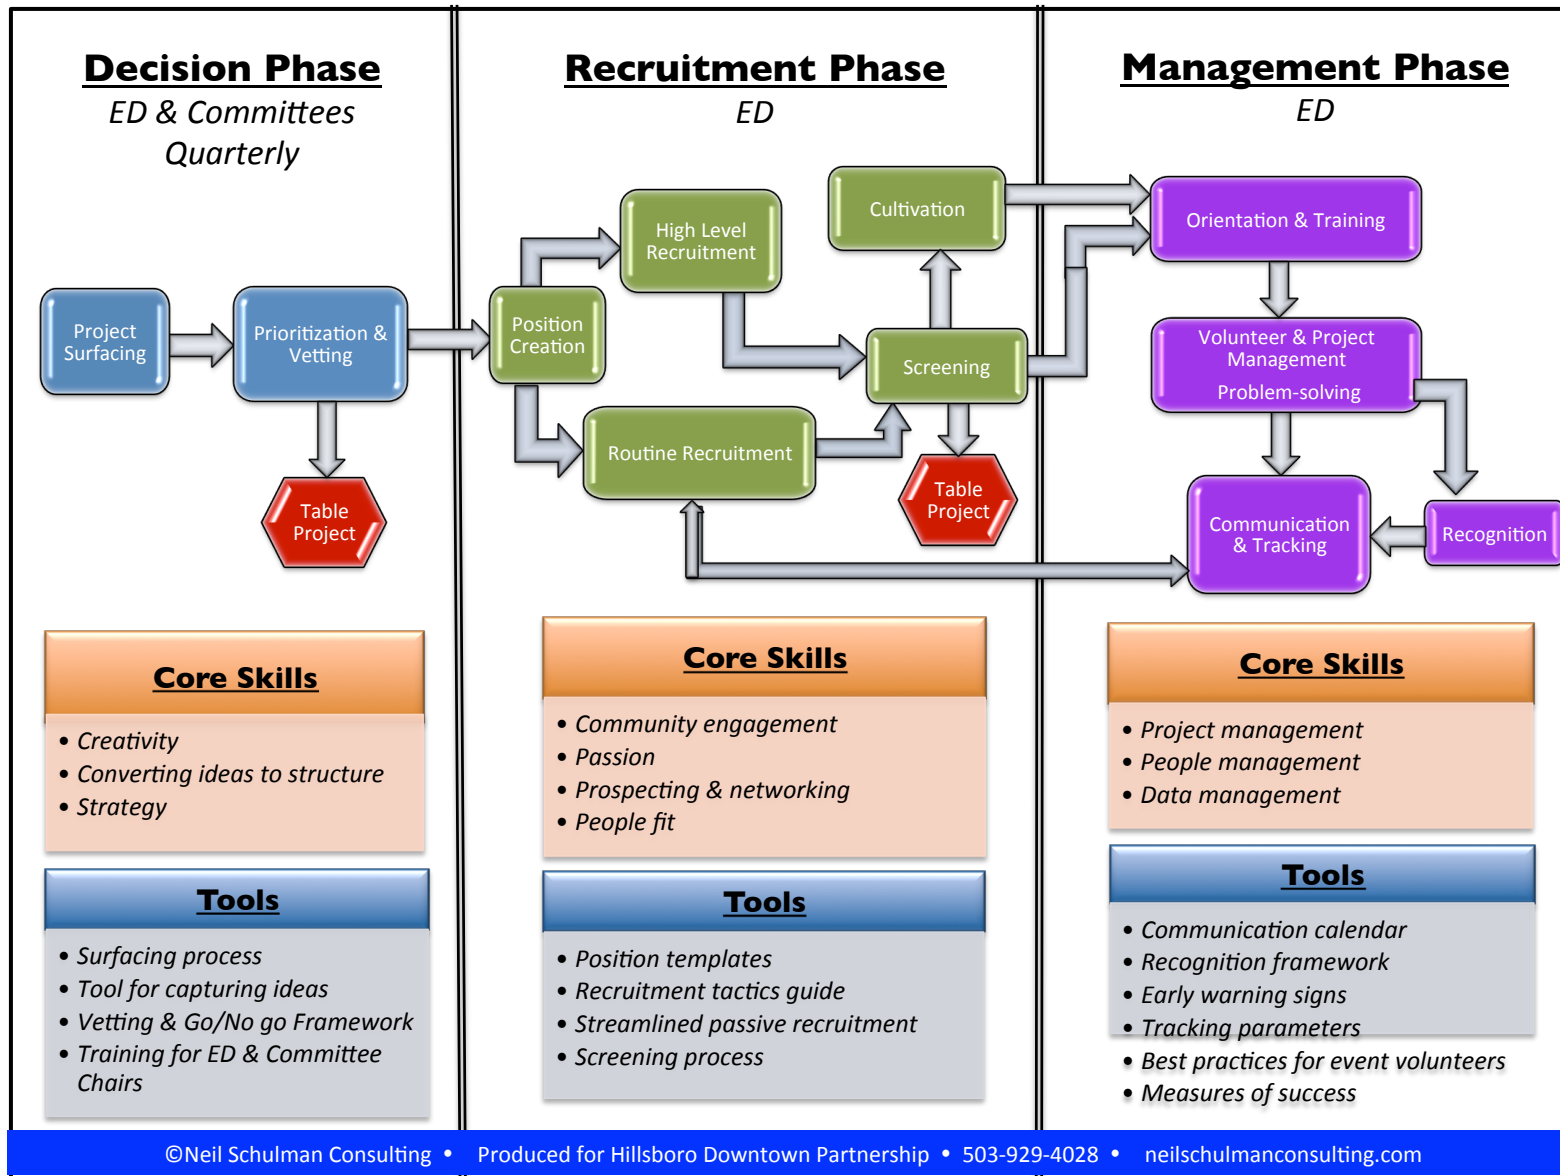 Decision Phase
ED & Committees
Quarterly
Recruitment Phase
ED
Management Phase
ED
Project
Surfacing
Prioritization &
Vetting
Table
Project
Position
Creation
High Level
Recruitment
Routine Recruitment
Cultivation
Screening
Table
Project
Orientation & Training
Volunteer & Project
Management
Problem-solving
Communication
& Tracking
Recognition
Core Skills
• Creativity
• Converting ideas to structure
• Strategy
Tools
• Surfacing process
• Tool for capturing ideas
• Vetting & Go/No go Framework
• Training for ED & Committee
Chairs
Core Skills
• Community engagement
• Passion
• Prospecting & networking
• People fit
Tools
• Position templates
• Recruitment tactics guide
• Streamlined passive recruitment
• Screening process
Core Skills
• Project management
• People management
• Data management
Tools
• Communication calendar
• Recognition framework
• Early warning signs
• Tracking parameters
• Best practices for event volunteers
• Measures of success
©Neil Schulman Consulting • Produced for Hillsboro Downtown Partnership • 503-929-4028 • neilschulmanconsulting.com